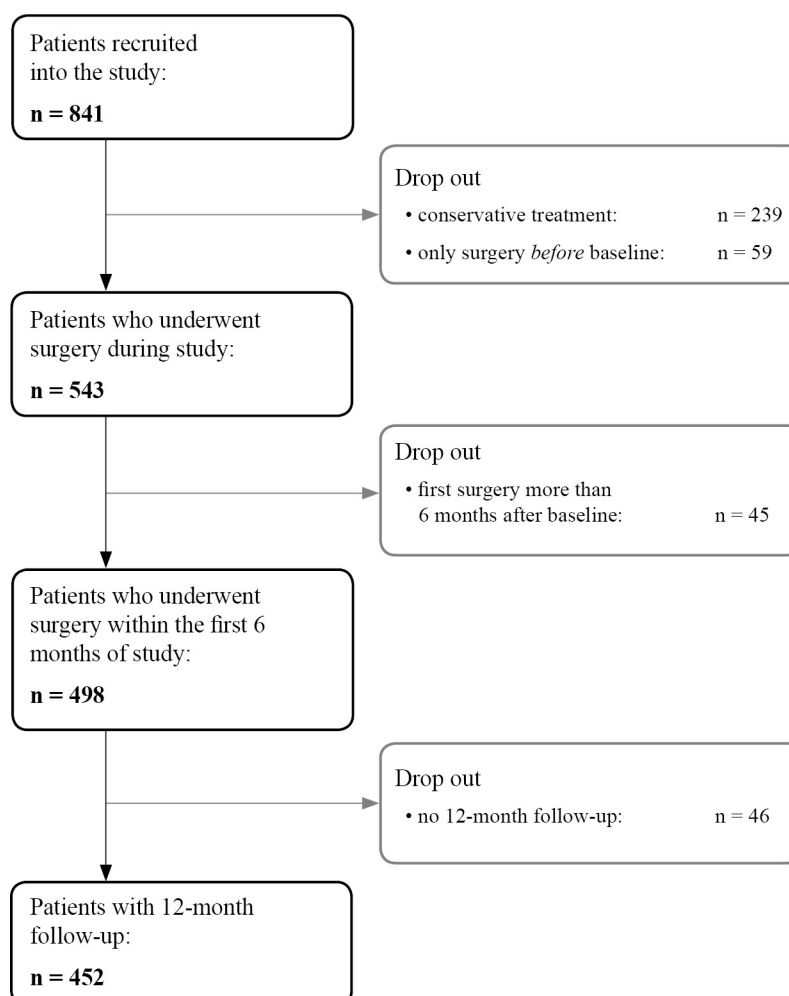 Patients recruited
into the study:
n = 841
Drop out
• conservative treatment: n = 239
• only surgery before baseline: n = 59
Patients who underwent
surgery during study:
n = 543
Drop out
• first surgery more than
6 months after baseline: n = 45
Patients who underwent
surgery within the first 6
months of study:
n = 498
Drop out
• no 12-month follow-up: n = 46
Patients with 12-month
follow-up:
n = 452